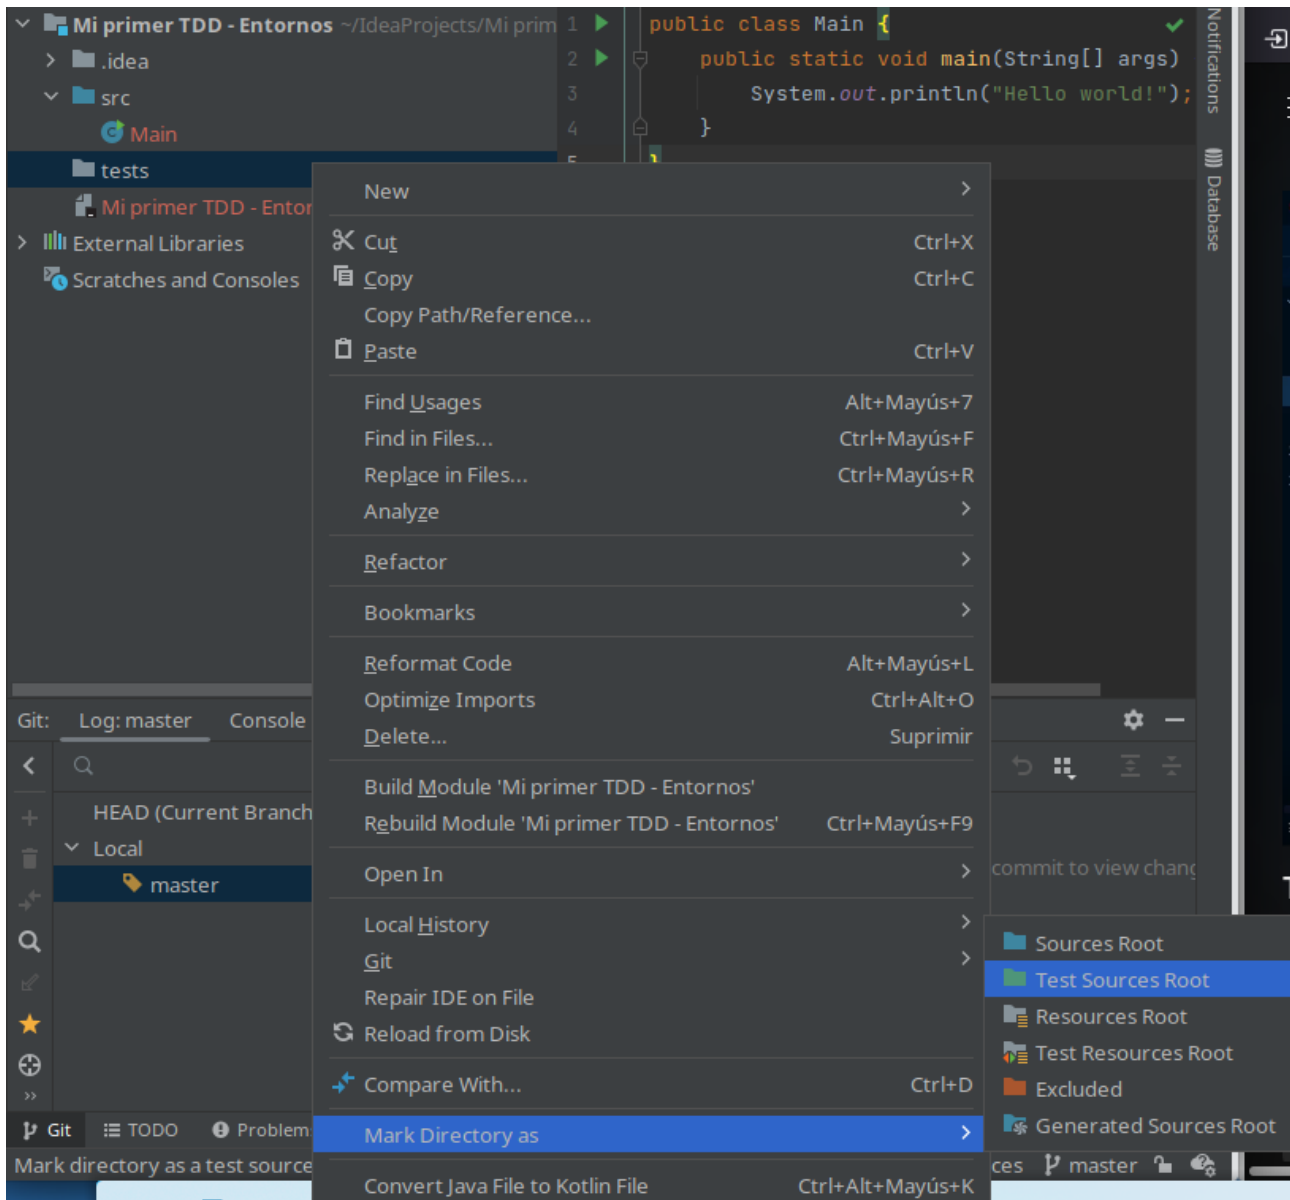 Mi primer TDD - Entornos ~/IdeaProjects/Mi prim
.idea
src
Main
tests
Mi primer TDD - Entor
External Libraries
Scratches and Consoles
1 public class Main {
2 public static void main(String[] args)
3 System.out.println("Hello world!");
4 }
5 }
Notifications
Database
New
Cut Ctrl+X
Copy Ctrl+C
Copy Path/Reference...
Paste Ctrl+V
Find Usages Alt+Mayús+7
Find in Files... Ctrl+Mayús+F
Replace in Files... Ctrl+Mayús+R
Analyze
Refactor
Bookmarks
Reformat Code Alt+Mayús+L
Optimize Imports Ctrl+Alt+O
Delete... Suprimir
Build Module 'Mi primer TDD - Entornos'
Rebuild Module 'Mi primer TDD - Entornos' Ctrl+Mayús+F9
Open In
Local History
Git
Repair IDE on File
Reload from Disk
Compare With... Ctrl+D
Mark Directory as
Convert Java File to Kotlin File Ctrl+Alt+Mayús+K
Sources Root
Test Sources Root
Resources Root
Test Resources Root
Excluded
Generated Sources Root
Git: Log: master Console
HEAD (Current Branch
Local
master
commit to view chang
Git TODO Problem
Mark directory as a test source
ces master